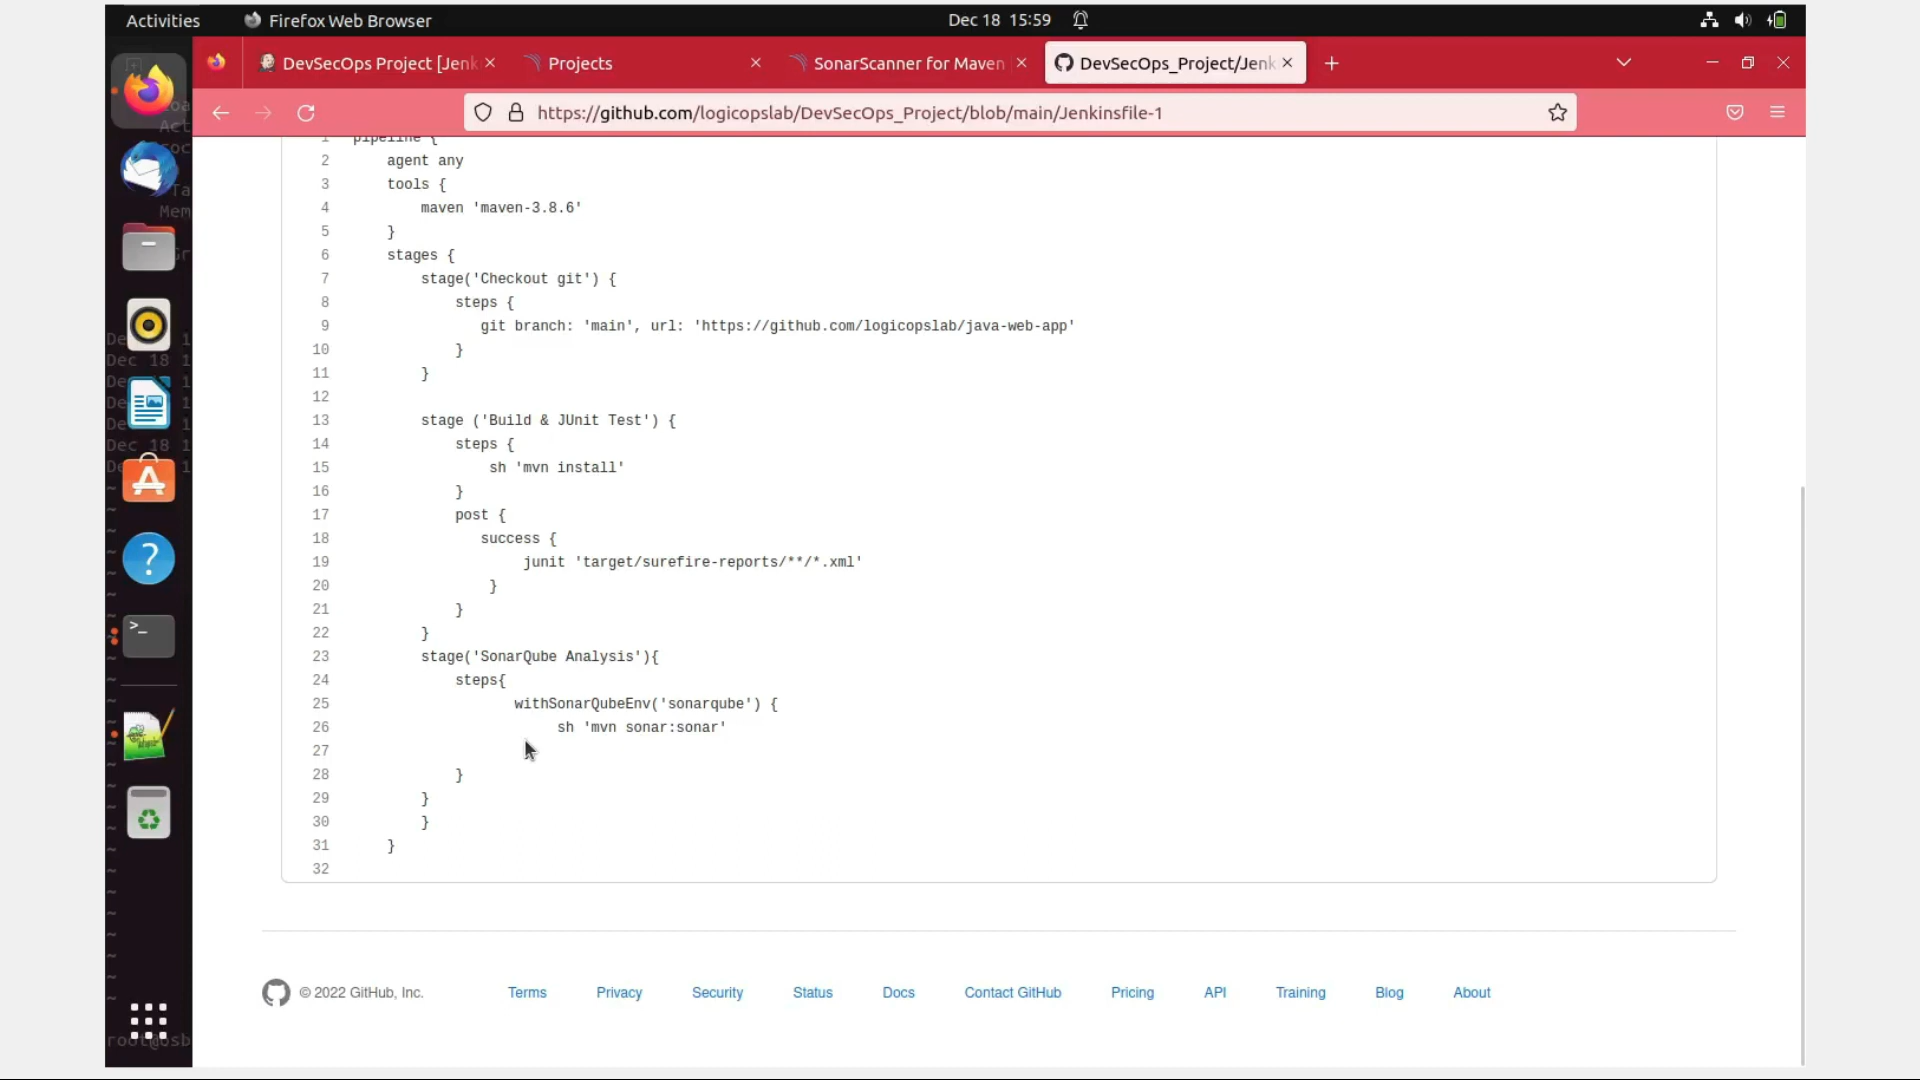 Activities Firefox Web Browser Dec 18 15:59
DevSecOps Project [Jenk Projects SonarScanner for Maven DevSecOps_Project/Jenk
https://github.com/logicopslab/DevSecOps_Project/blob/main/Jenkinsfile-1
1 pipeline {
2 agent any
3 tools {
4 maven 'maven-3.8.6'
5 }
6 stages {
7 stage('Checkout git') {
8 steps {
9 git branch: 'main', url: 'https://github.com/logicopslab/java-web-app'
10 }
11 }
12
13 stage ('Build & JUnit Test') {
14 steps {
15 sh 'mvn install'
16 }
17 post {
18 success {
19 junit 'target/surefire-reports/**/*.xml'
20 }
21 }
22 }
23 stage('SonarQube Analysis'){
24 steps{
25 withSonarQubeEnv('sonarqube') {
26 sh 'mvn sonar:sonar'
27
28 }
29 }
30 }
31 }
32
© 2022 GitHub, Inc. Terms Privacy Security Status Docs Contact GitHub Pricing API Training Blog About